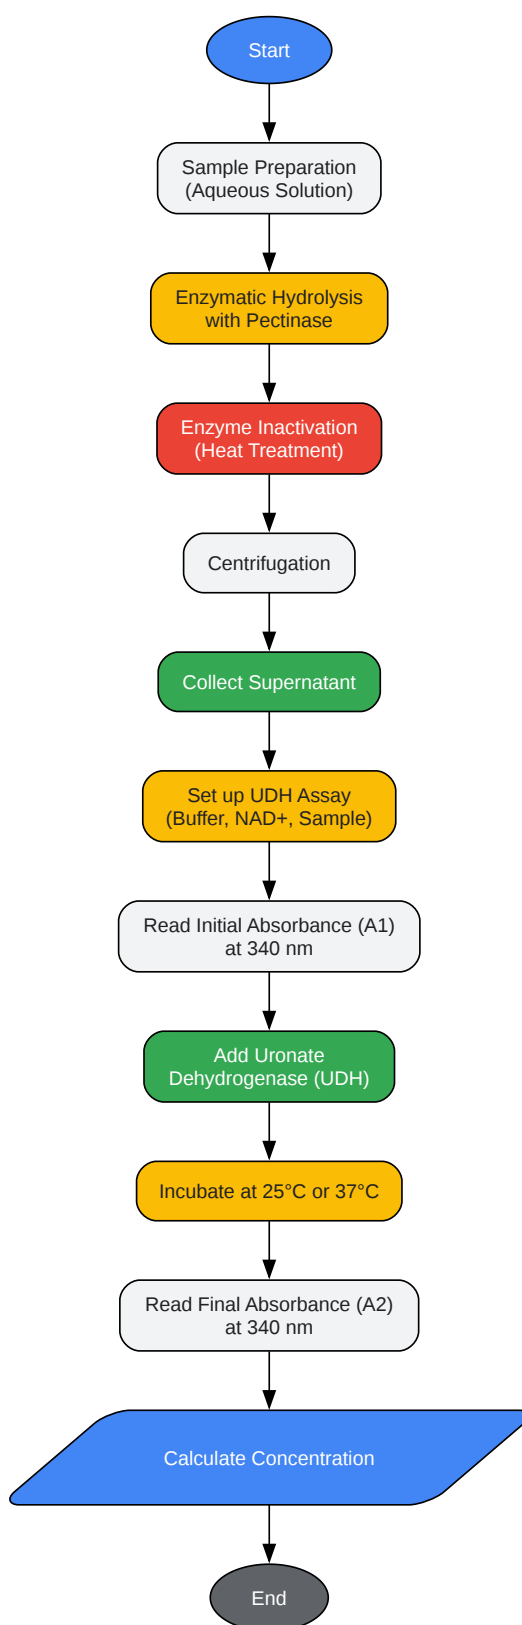 Start
Sample Preparation
(Aqueous Solution)
Enzymatic Hydrolysis
with Pectinase
Enzyme Inactivation
(Heat Treatment)
Centrifugation
Collect Supernatant
Set up UDH Assay
(Buffer, NAD+, Sample)
Read Initial Absorbance (A1)
at 340 nm
Add Uronate
Dehydrogenase (UDH)
Incubate at 25°C or 37°C
Read Final Absorbance (A2)
at 340 nm
Calculate Concentration
End